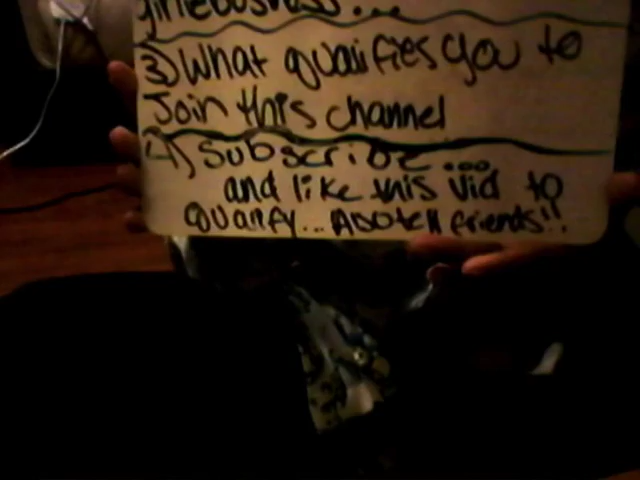 girlebusness...
3) What qualifies you to
Join this channel
4) Subscribe...
and like this vid to
Qualify... Also tell friends!!